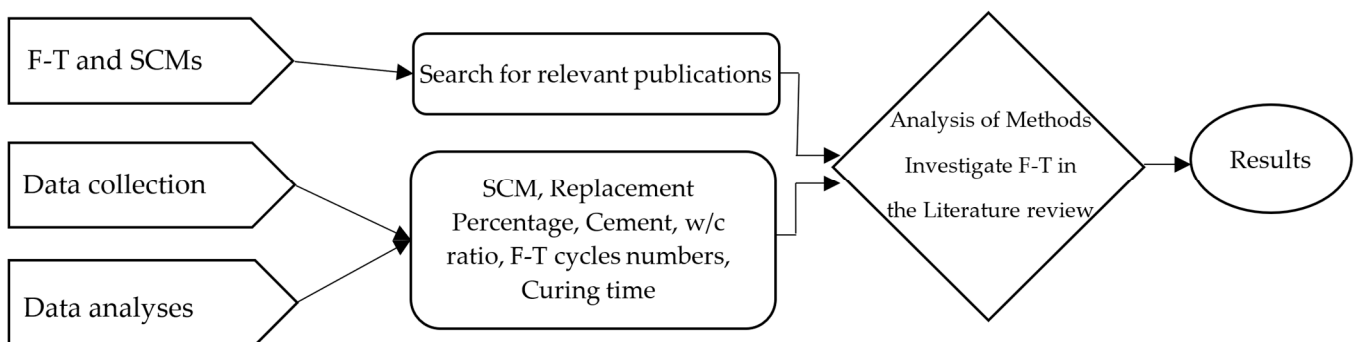 F-T and SCMs
Search for relevant publications
Data collection
SCM, Replacement
Percentage, Cement, w/c
ratio, F-T cycles numbers,
Curing time
Data analyses
Analysis of Methods
Investigate F-T in
the Literature review
Results